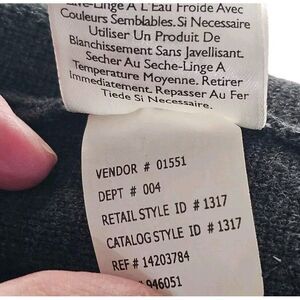 Linge A L'Eau Froide Avec
Couleurs Semblables. Si Necessaire
Utiliser Un Produit De
Blanchissement Sans Javellisant.
Secher Au Seche-Linge A
Temperature Moyenne. Retirer
Immediatement. Repasser Au Fer
Tiede Si Necessaire.
VENDOR # 01551
DEPT # 004
RETAIL STYLE ID # 1317
CATALOG STYLE ID # 1317
REF # 14203784
946051